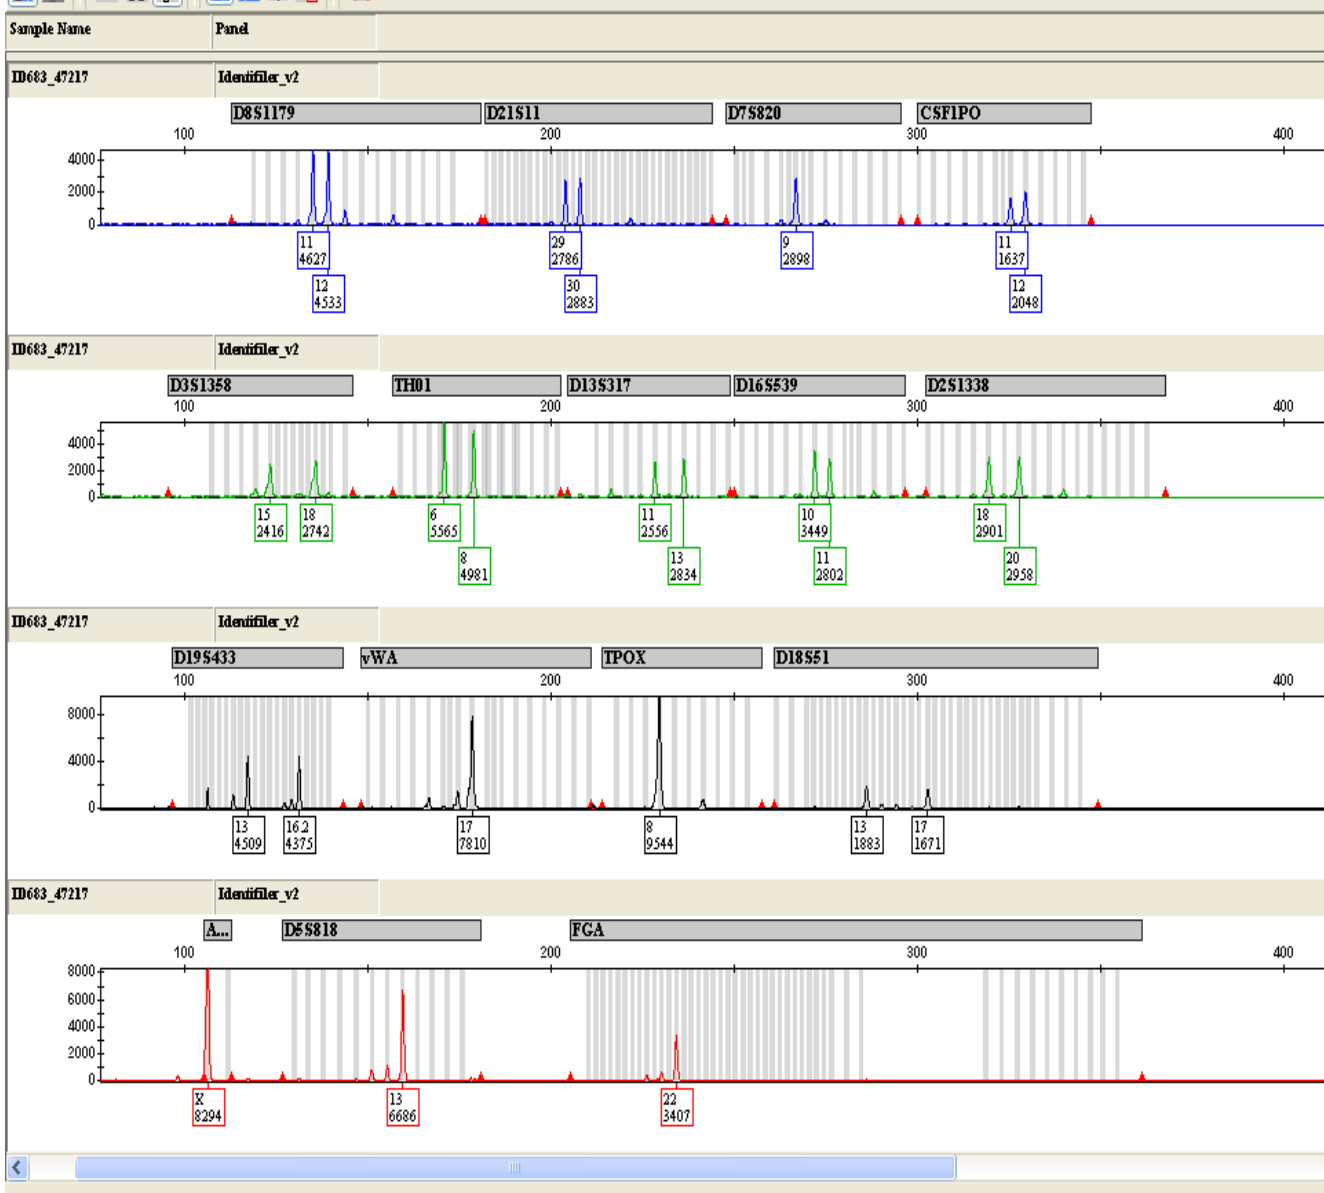 Sample Name Panel
ID683_47217 Identifiler_v2
D8S1179 D21S11 D7S820 CSF1PO
100 200 300 400
4000
2000
0
11 29 9 11
4627 2786 2898 1637
12 30 12
4533 2883 2048
ID683_47217 Identifiler_v2
D3S1358 TH01 D13S317 D16S539 D2S1338
100 200 300 400
4000
2000
0
15 18 6 11 10 18
2416 2742 5565 2556 3449 2901
8 13 11 20
4981 2834 2802 2958
ID683_47217 Identifiler_v2
D19S433 vWA TPOX D18S51
100 200 300 400
8000
4000
0
13 16.2 17 8 13 17
4509 4375 7810 9544 1883 1671
ID683_47217 Identifiler_v2
A... D5S818 FGA
100 200 300 400
8000
6000
4000
2000
0
X 13 22
8294 6686 3407